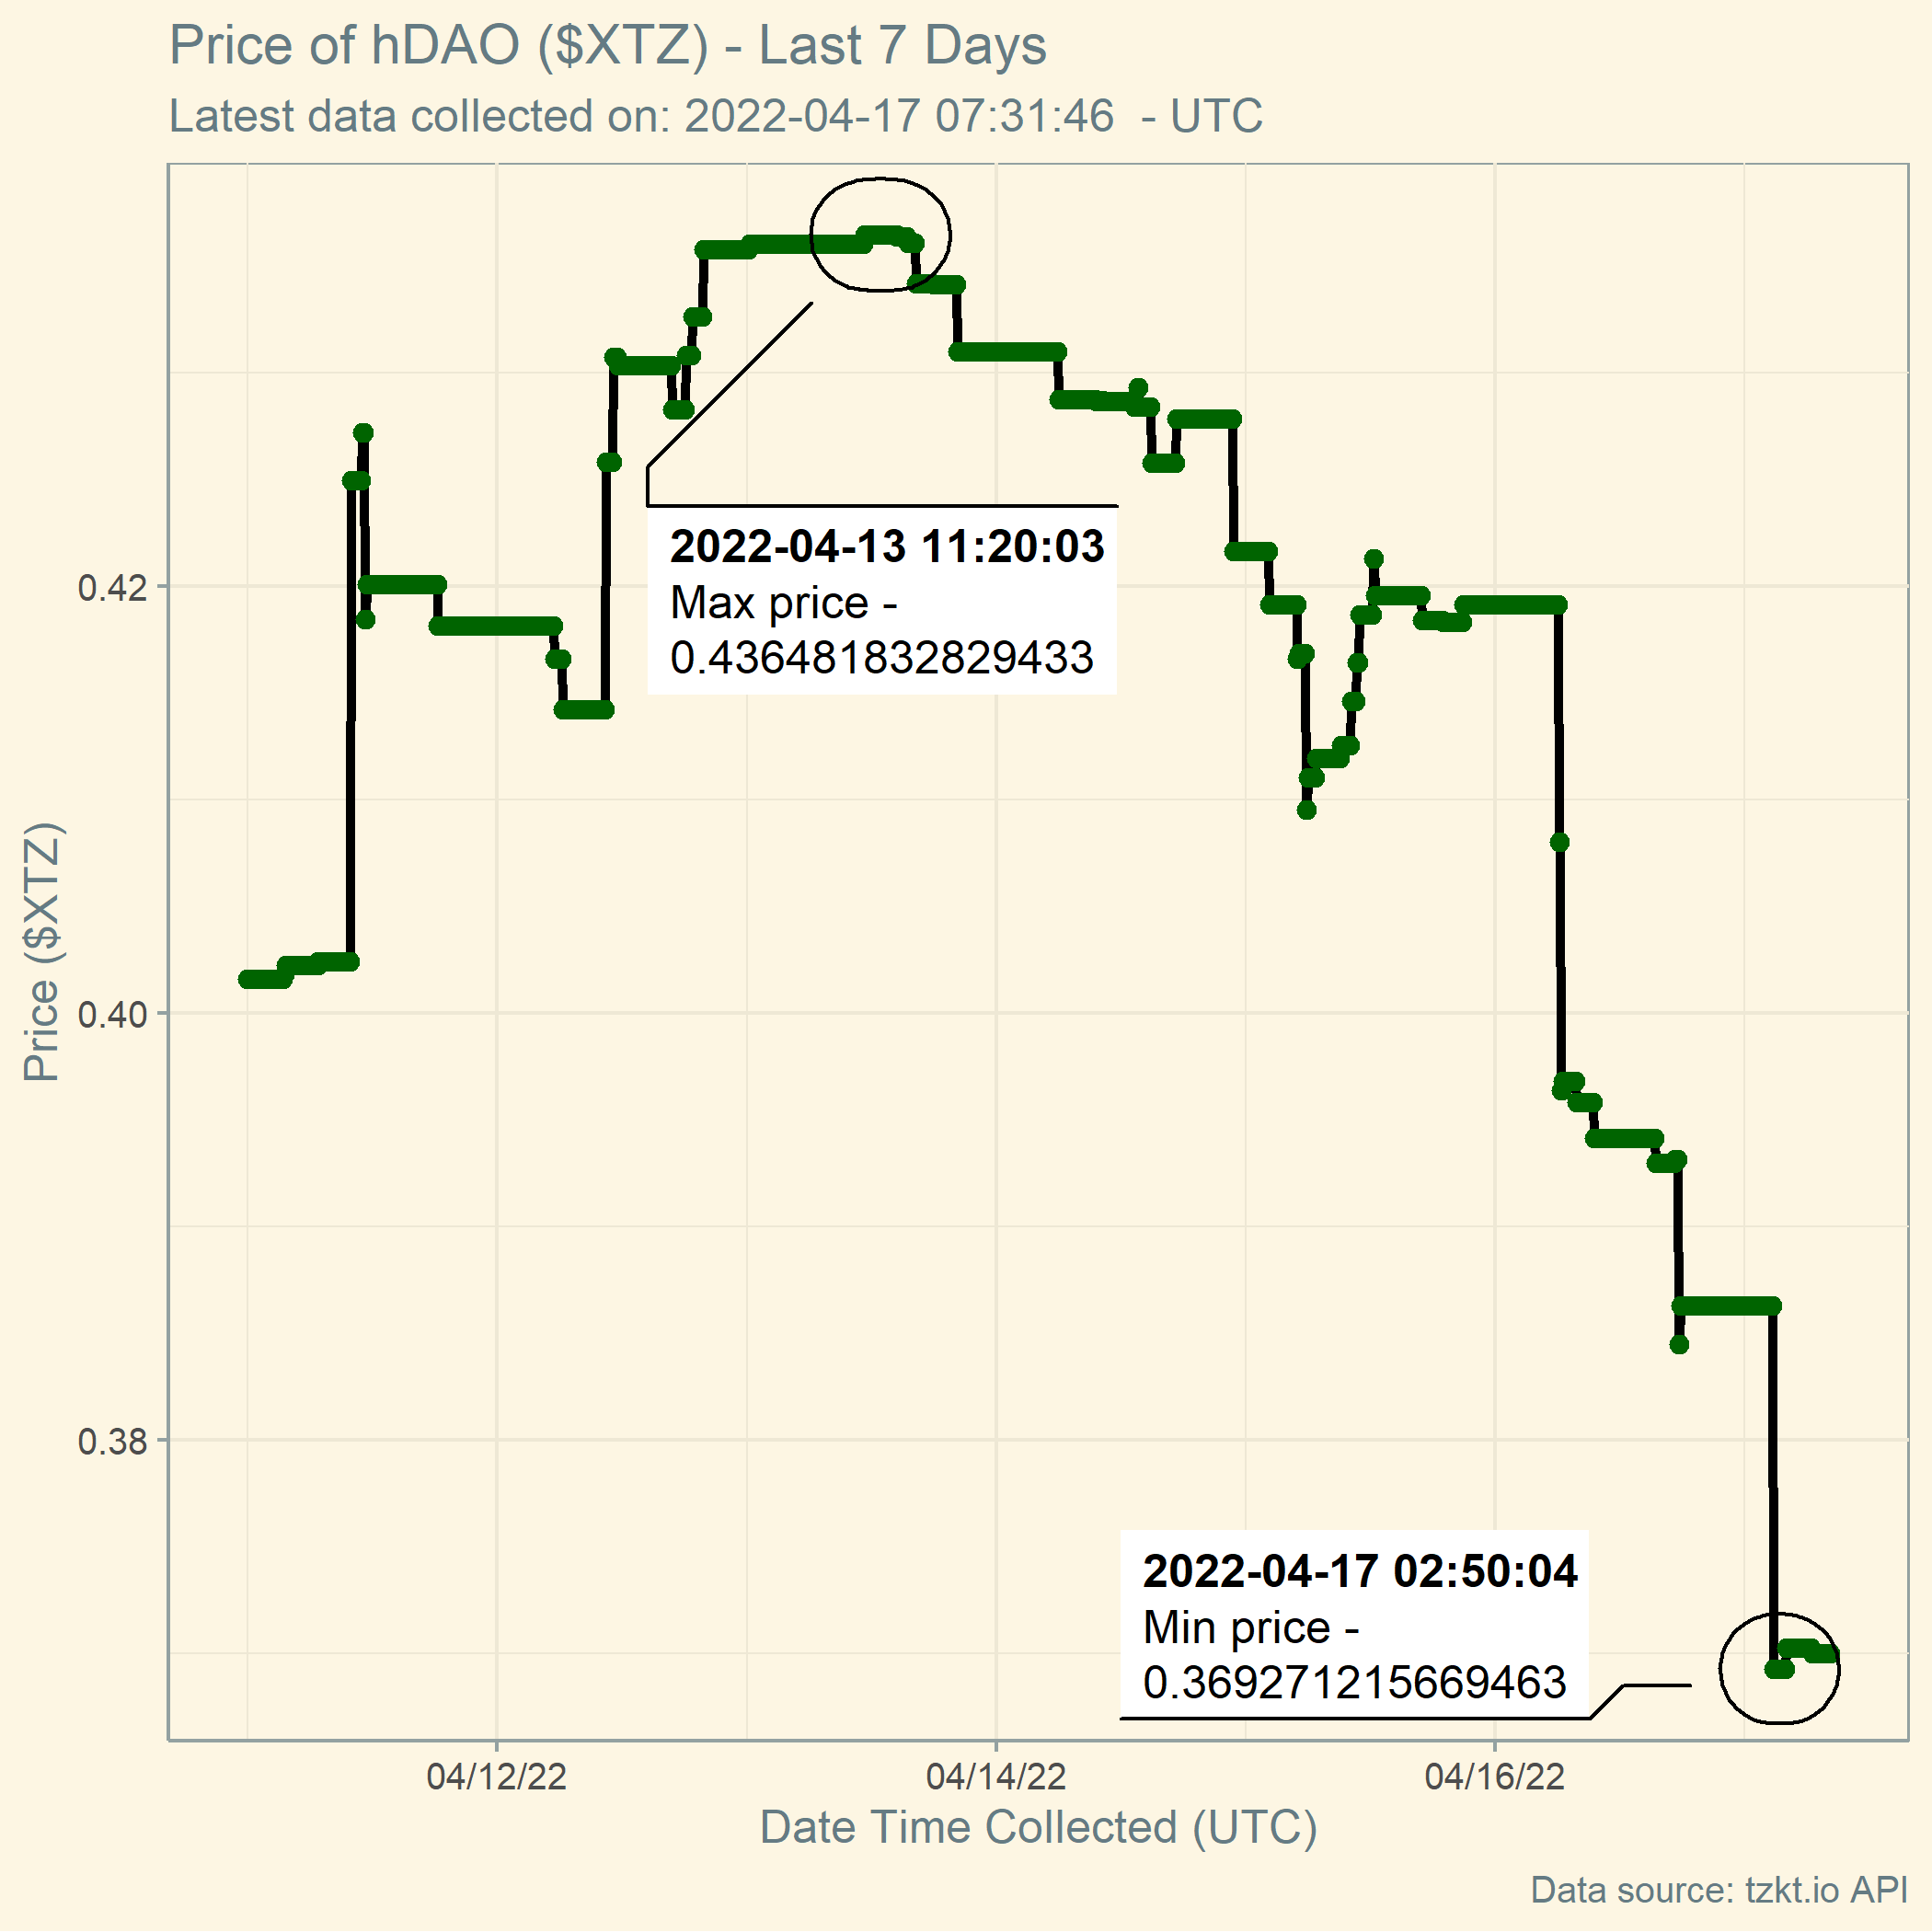 Price of hDAO ($XTZ) - Last 7 Days
Latest data collected on: 2022-04-17 07:31:46  - UTC
Price ($XTZ)
0.42
0.40
0.38
2022-04-13 11:20:03
Max price -
0.436481832829433
2022-04-17 02:50:04
Min price -
0.369271215669463
04/12/22
04/14/22
04/16/22
Date Time Collected (UTC)
Data source: tzkt.io API